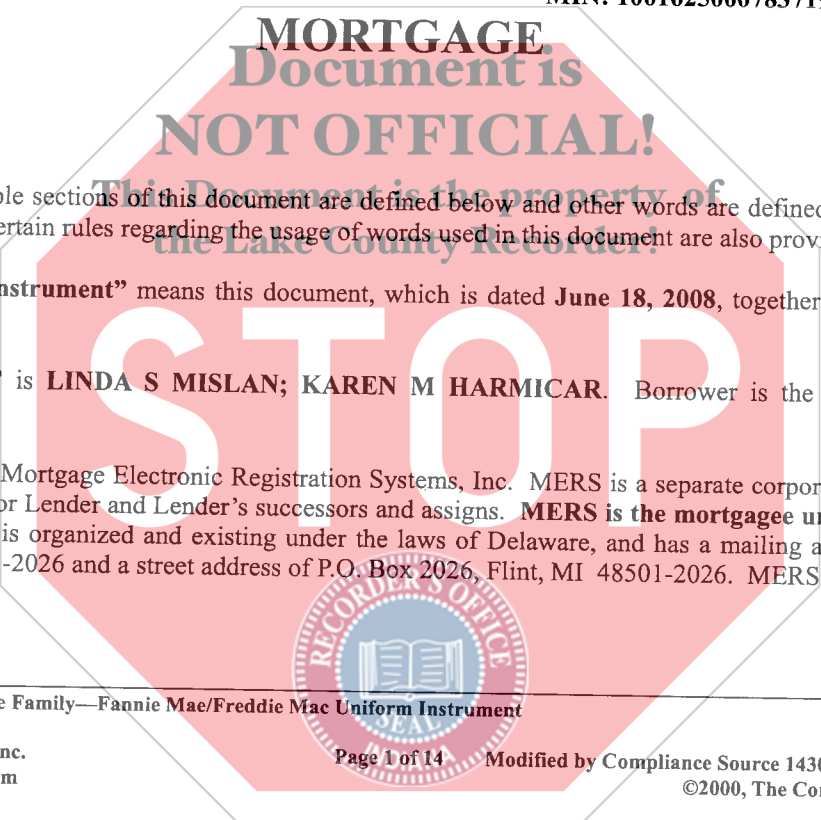 MORTGAGE
Document is
NOT OFFICIAL!
This Document is the property of
the Lake County Recorder!
ole sections of this document are defined below and other words are defined
ertain rules regarding the usage of words used in this document are also provi
nstrument” means this document, which is dated June 18, 2008, together
” is LINDA S MISLAN; KAREN M HARMICAR. Borrower is the
STOP
Mortgage Electronic Registration Systems, Inc. MERS is a separate corpor
or Lender and Lender’s successors and assigns. MERS is the mortgagee un
is organized and existing under the laws of Delaware, and has a mailing a
-2026 and a street address of P.O. Box 2026, Flint, MI 48501-2026. MERS
RECORDER'S OFFICE
SEAL
INDIANA
e Family—Fannie Mae/Freddie Mac Uniform Instrument
nc.
Page 1 of 14
Modified by Compliance Source 1430
m
©2000, The Co